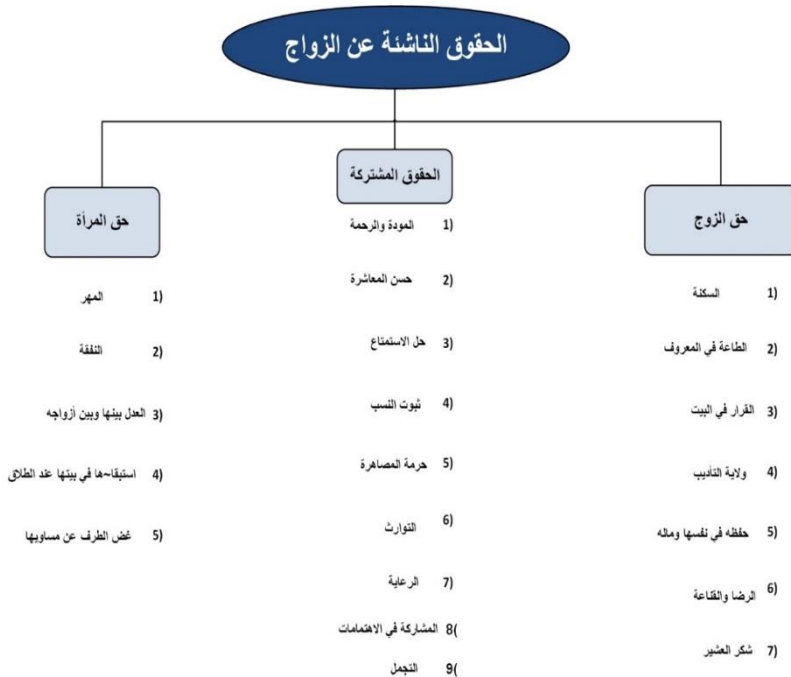 الحقوق الناشئة عن الزواج
حق الزوج
1) السكنة
2) الطاعة في المعروف
3) القرار في البيت
4) ولاية التأديب
5) حفظه في نفسها وماله
6) الرضا والقناعة
7) شكر العشير
الحقوق المشتركة
1) المودة والرحمة
2) حسن المعاشرة
3) حل الاستمتاع
4) ثبوت النسب
5) حرمة المصاهرة
6) التوارث
7) الرعاية
8) المشاركة في الاهتمامات
9) التجمل
حق المرأة
1) المهر
2) النفقة
3) العدل بينها وبين أزواجه
4) استبقا~ها في بيتها عند الطلاق
5) غض الطرف عن مساويها